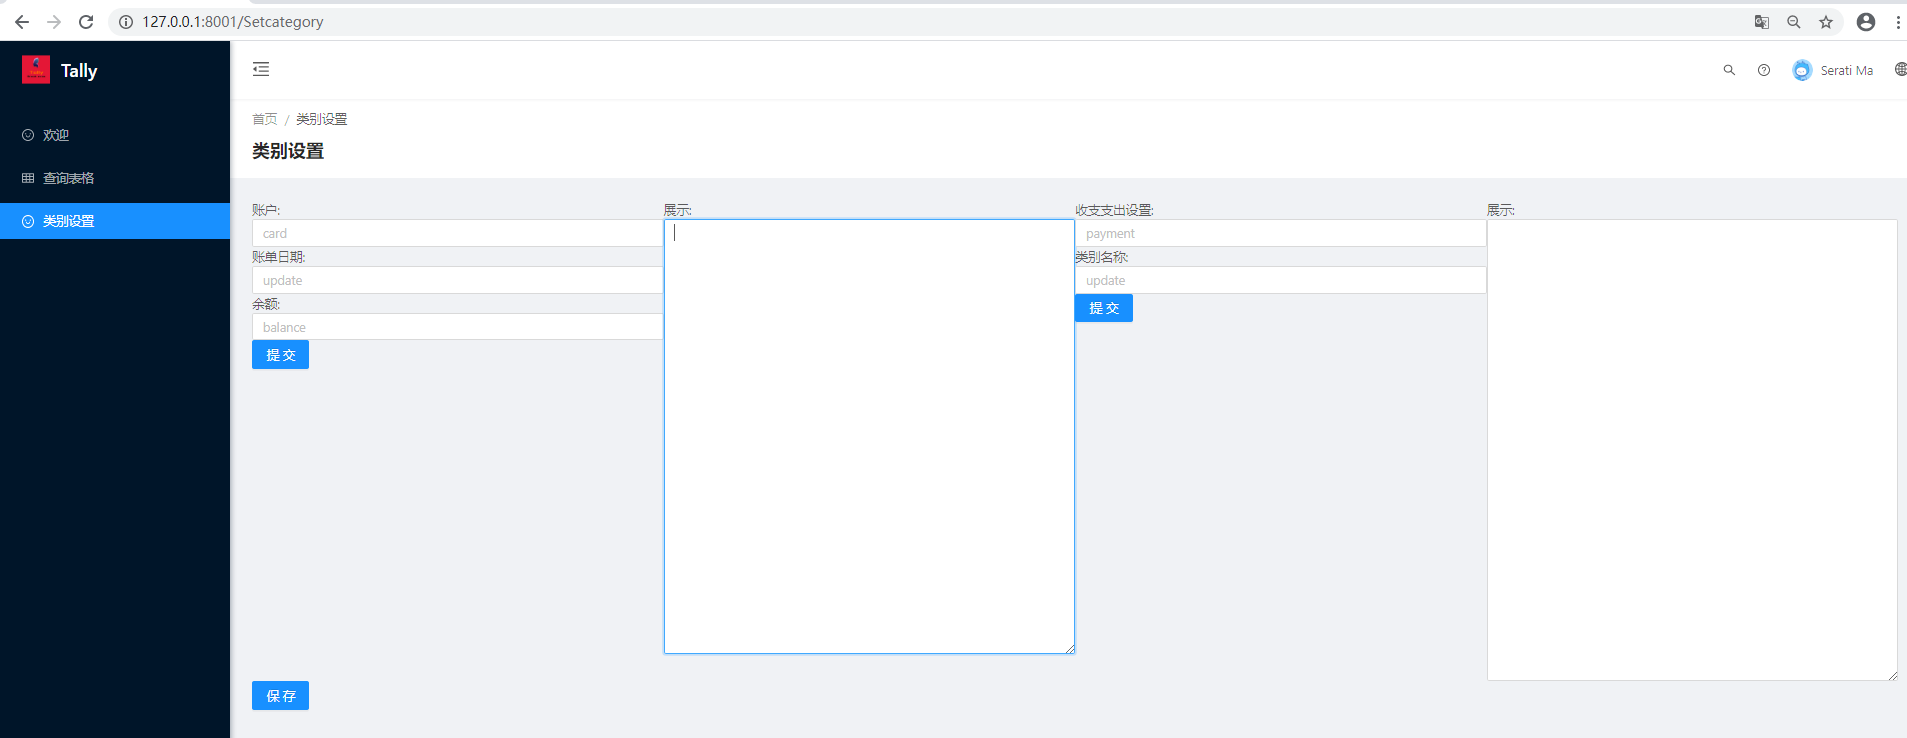 127.0.0.1:8001/Setcategory
Tally
Serati Ma
欢迎
查询表格
类别设置
首页 / 类别设置
类别设置
账户:
card
账单日期:
update
余额:
balance
提 交
展示:
收支支出设置:
payment
类别名称:
update
提 交
展示:
保 存